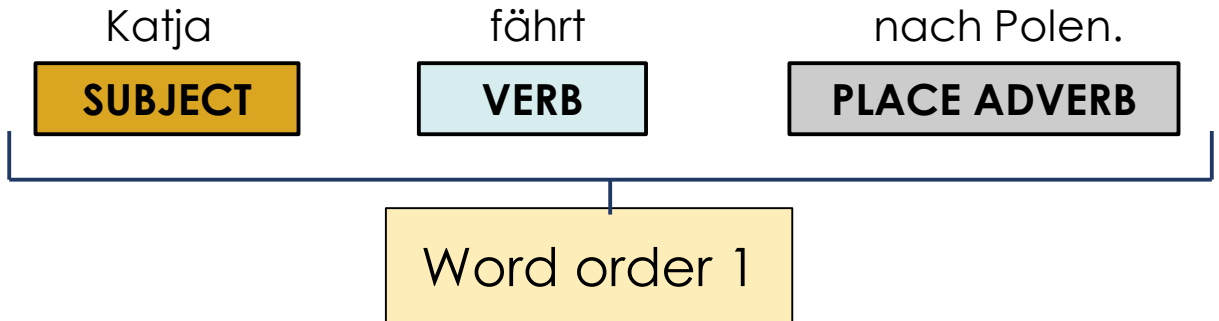 Katja fährt nach Polen.
SUBJECT VERB PLACE ADVERB
Word order 1